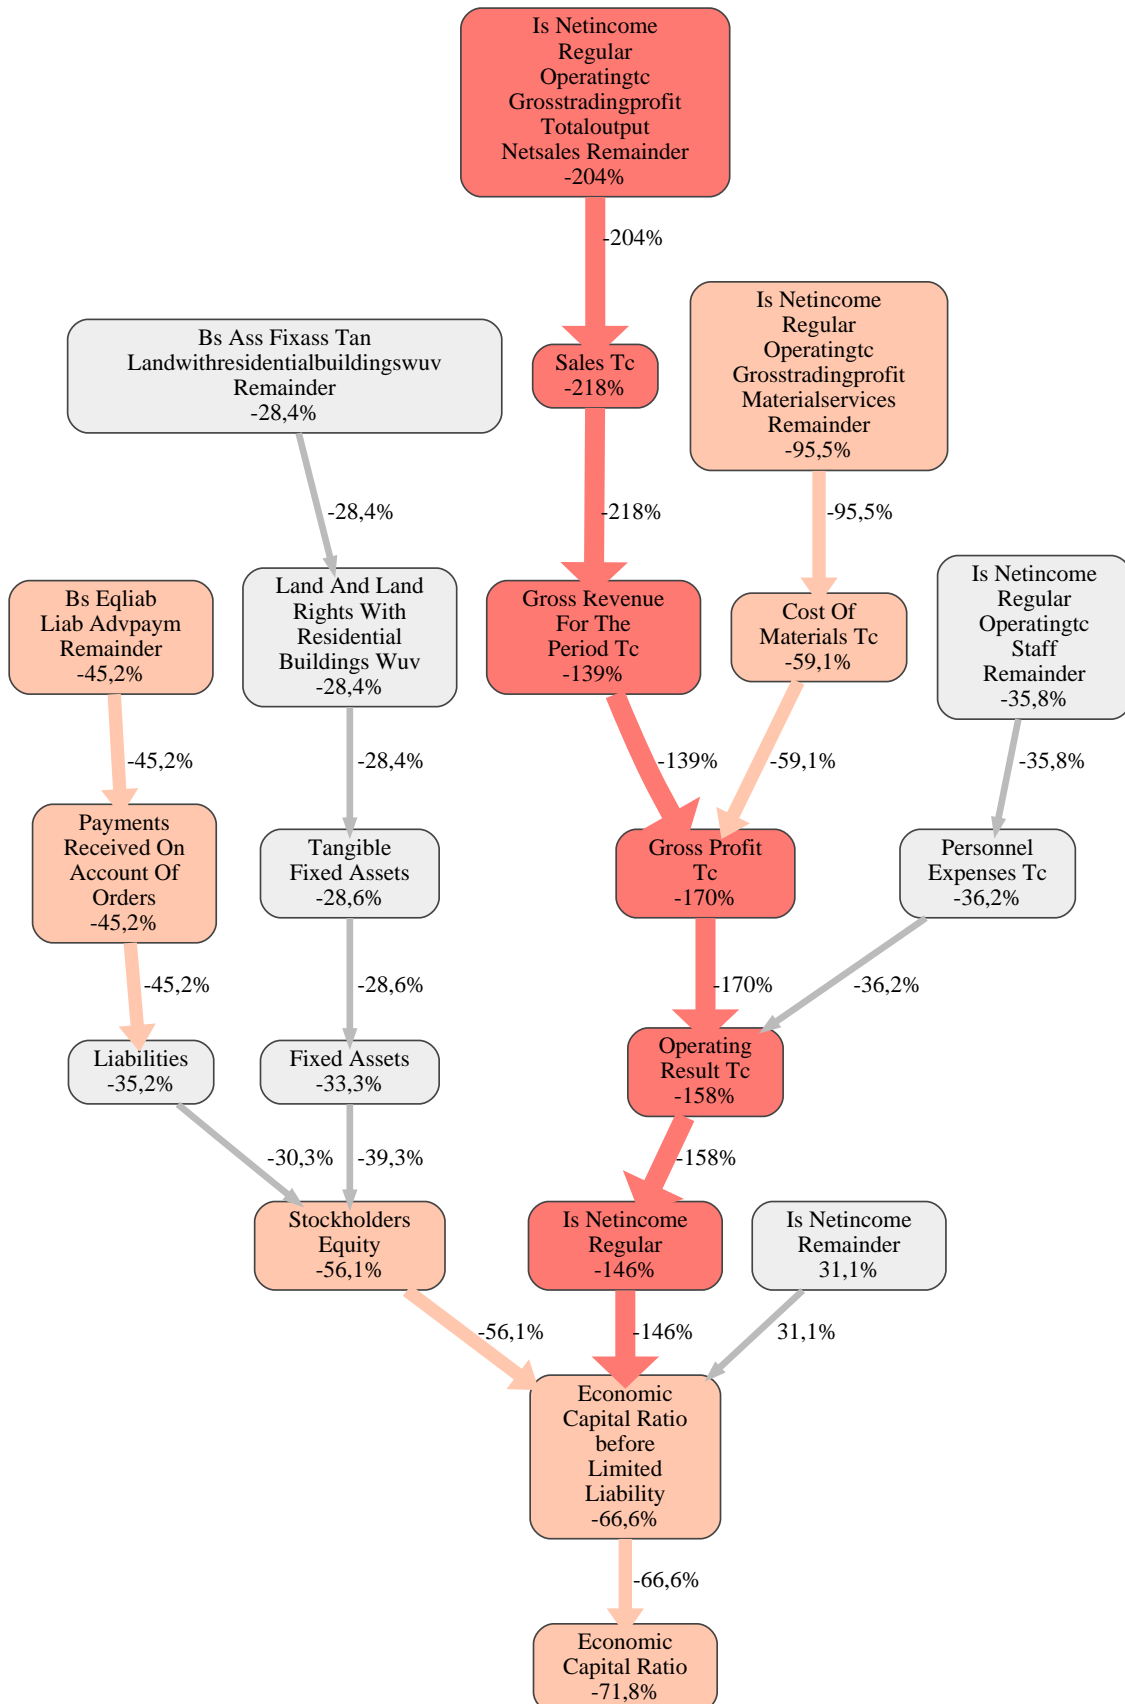 Is Netincome
Regular
Operatingtc
Grosstradingprofit
Totaloutput
Netsales Remainder
-204%
-204%
Bs Ass Fixass Tan
Landwithresidentialbuildingswuv
Remainder
-28,4%
Sales Tc
-218%
Is Netincome
Regular
Operatingtc
Grosstradingprofit
Materialservices
Remainder
-95,5%
-28,4%
-218%
-95,5%
Bs Eqliab
Liab Advpaym
Remainder
-45,2%
Land And Land
Rights With
Residential
Buildings Wuv
-28,4%
Gross Revenue
For The
Period Tc
-139%
Cost Of
Materials Tc
-59,1%
Is Netincome
Regular
Operatingtc
Staff
Remainder
-35,8%
-45,2%
-28,4%
-139%
-59,1%
-35,8%
Payments
Received On
Account Of
Orders
-45,2%
Tangible
Fixed Assets
-28,6%
Gross Profit
Tc
-170%
Personnel
Expenses Tc
-36,2%
-45,2%
-28,6%
-170%
-36,2%
Liabilities
-35,2%
Fixed Assets
-33,3%
Operating
Result Tc
-158%
-30,3%
-39,3%
-158%
Stockholders
Equity
-56,1%
Is Netincome
Regular
-146%
Is Netincome
Remainder
31,1%
-56,1%
-146%
31,1%
Economic
Capital Ratio
before
Limited
Liability
-66,6%
-66,6%
Economic
Capital Ratio
-71,8%